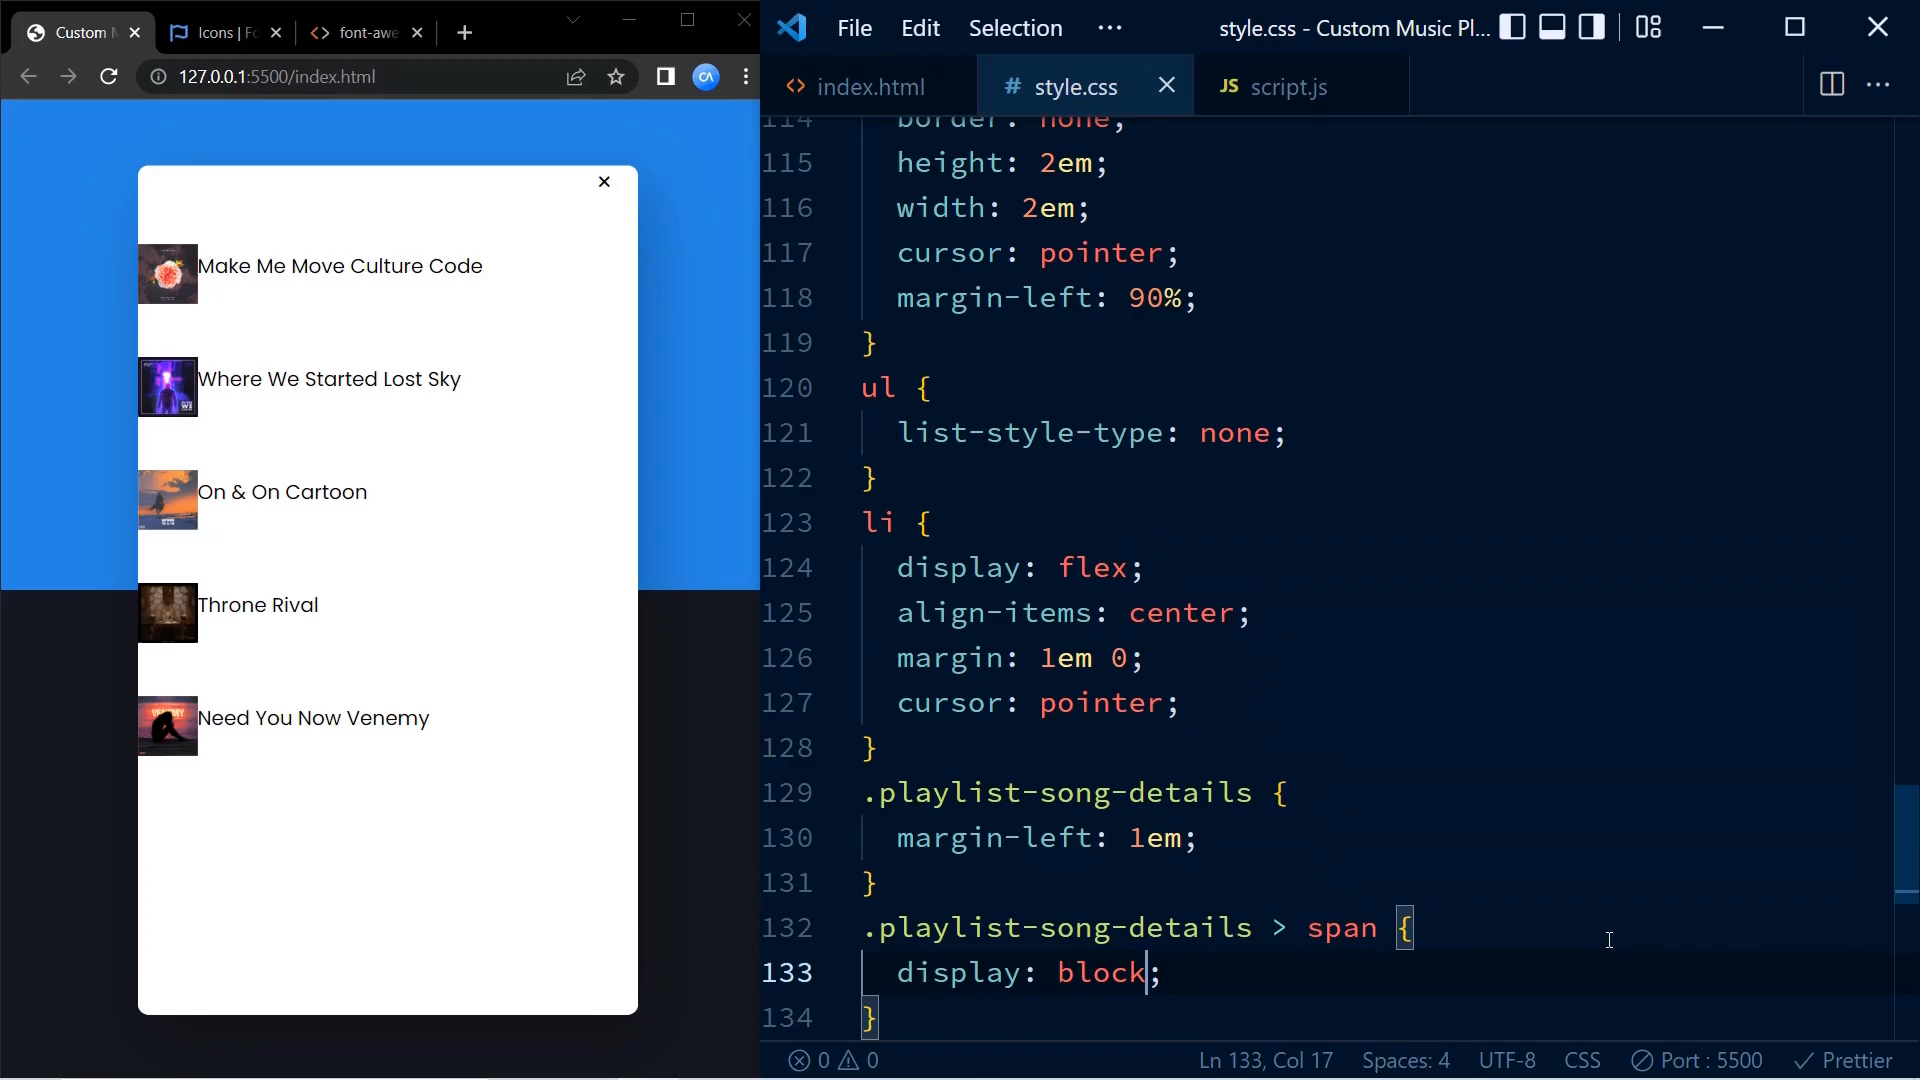 Custom
Icons | Fo
font-awe
127.0.0.1:5500/index.html
CA
Make Me Move Culture Code
Where We Started Lost Sky
On & On Cartoon
Throne Rival
Need You Now Venemy
File Edit Selection ···
style.css - Custom Music Pl...
<> index.html
# style.css
JS script.js
114 border: none;
115 height: 2em;
116 width: 2em;
117 cursor: pointer;
118 margin-left: 90%;
119 }
120 ul {
121 list-style-type: none;
122 }
123 li {
124 display: flex;
125 align-items: center;
126 margin: 1em 0;
127 cursor: pointer;
128 }
129 .playlist-song-details {
130 margin-left: 1em;
131 }
132 .playlist-song-details > span {
133 display: block;
134 }
0 0 Ln 133, Col 17 Spaces: 4 UTF-8 CSS Port : 5500 Prettier